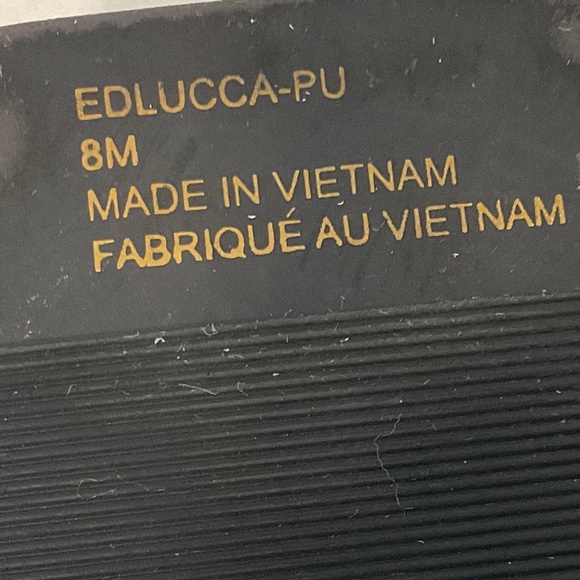 EDLUCCA-PU
8M
MADE IN VIETNAM
FABRIQUÉ AU VIETNAM